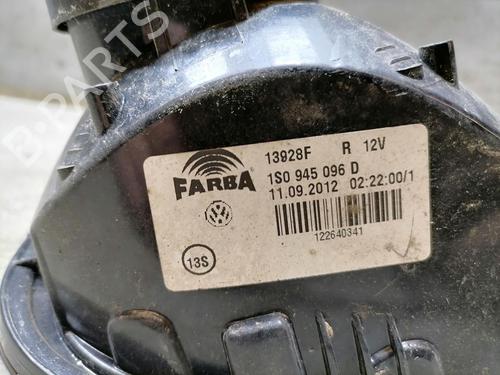 B-PARTS
13928F R 12V
FARBA
1S0 945 096 D
11.09.2012 02:22:00/1
13S
122640341